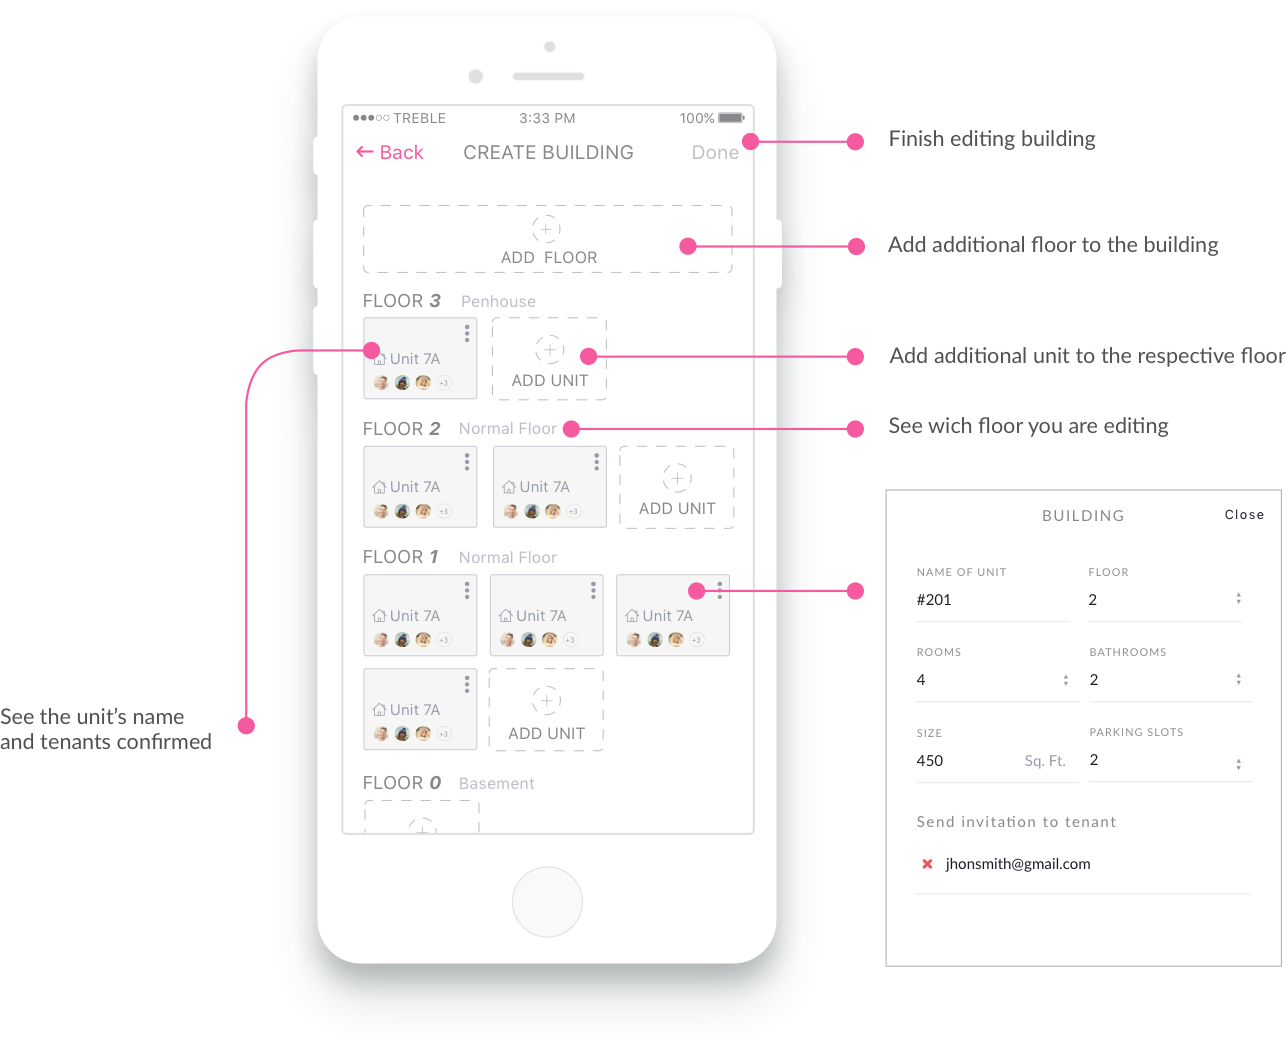 TREBLE 3:33 PM 100%
← Back CREATE BUILDING Done
Finish editing building
ADD FLOOR
Add additional floor to the building
FLOOR 3 Penhouse
Unit 7A
+3
ADD UNIT
Add additional unit to the respective floor
FLOOR 2 Normal Floor
See wich floor you are editing
Unit 7A Unit 7A
+3 +3
ADD UNIT
FLOOR 1 Normal Floor
Unit 7A Unit 7A Unit 7A
+3 +3 +3
Unit 7A
+3
ADD UNIT
FLOOR 0 Basement
See the unit’s name
and tenants confirmed
BUILDING Close
NAME OF UNIT FLOOR
#201 2
ROOMS BATHROOMS
4 2
SIZE PARKING SLOTS
450 Sq. Ft. 2
Send invitation to tenant
jhonsmith@gmail.com